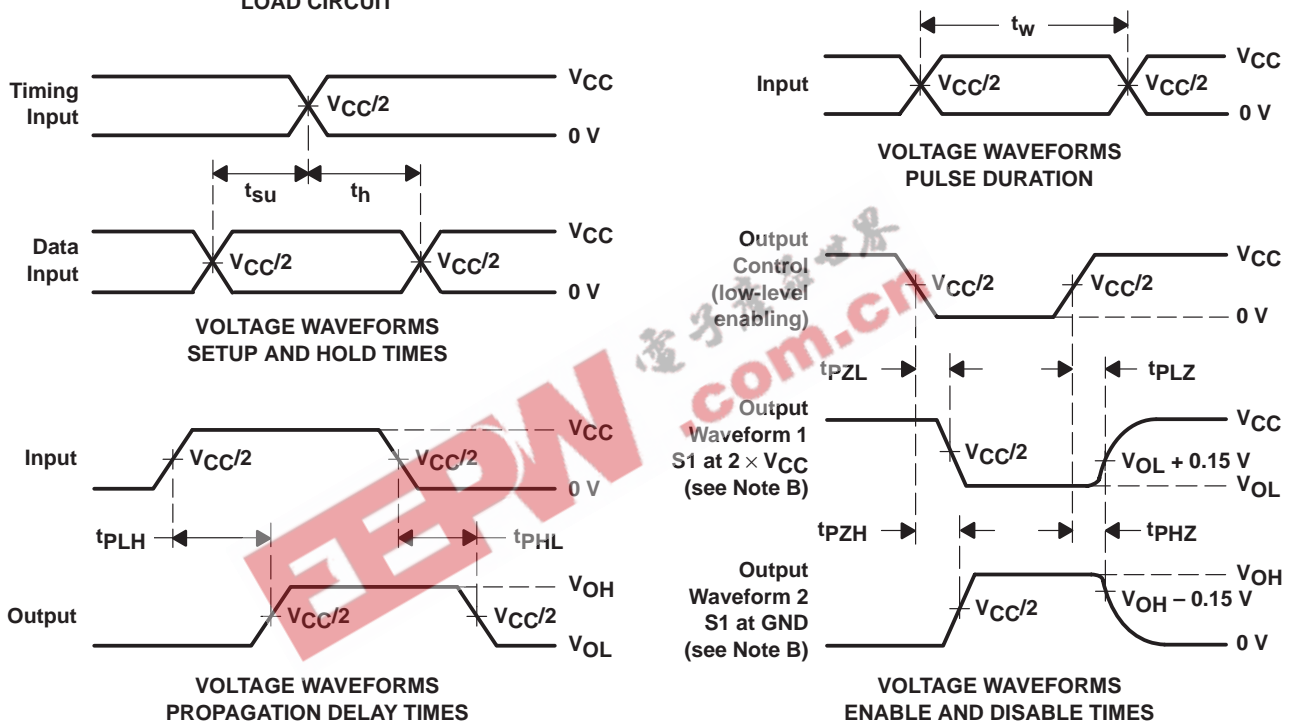 LOAD CIRCUIT
Timing
Input
VCC
VCC/2
0 V
tsu
th
Data
Input
VCC
VCC/2
VCC/2
0 V
VOLTAGE WAVEFORMS
SETUP AND HOLD TIMES
Input
VCC
VCC/2
VCC/2
0 V
tPLH
tPHL
Output
VOH
VCC/2
VCC/2
VOL
VOLTAGE WAVEFORMS
PROPAGATION DELAY TIMES
tw
Input
VCC
VCC/2
VCC/2
0 V
VOLTAGE WAVEFORMS
PULSE DURATION
Output
Control
(low-level
enabling)
VCC
VCC/2
VCC/2
0 V
tPZL
tPLZ
Output
Waveform 1
S1 at 2 × VCC
(see Note B)
VCC
VCC/2
VOL + 0.15 V
VOL
tPZH
tPHZ
Output
Waveform 2
S1 at GND
(see Note B)
VOH
VCC/2
VOH – 0.15 V
0 V
VOLTAGE WAVEFORMS
ENABLE AND DISABLE TIMES
EEPW.com.cn